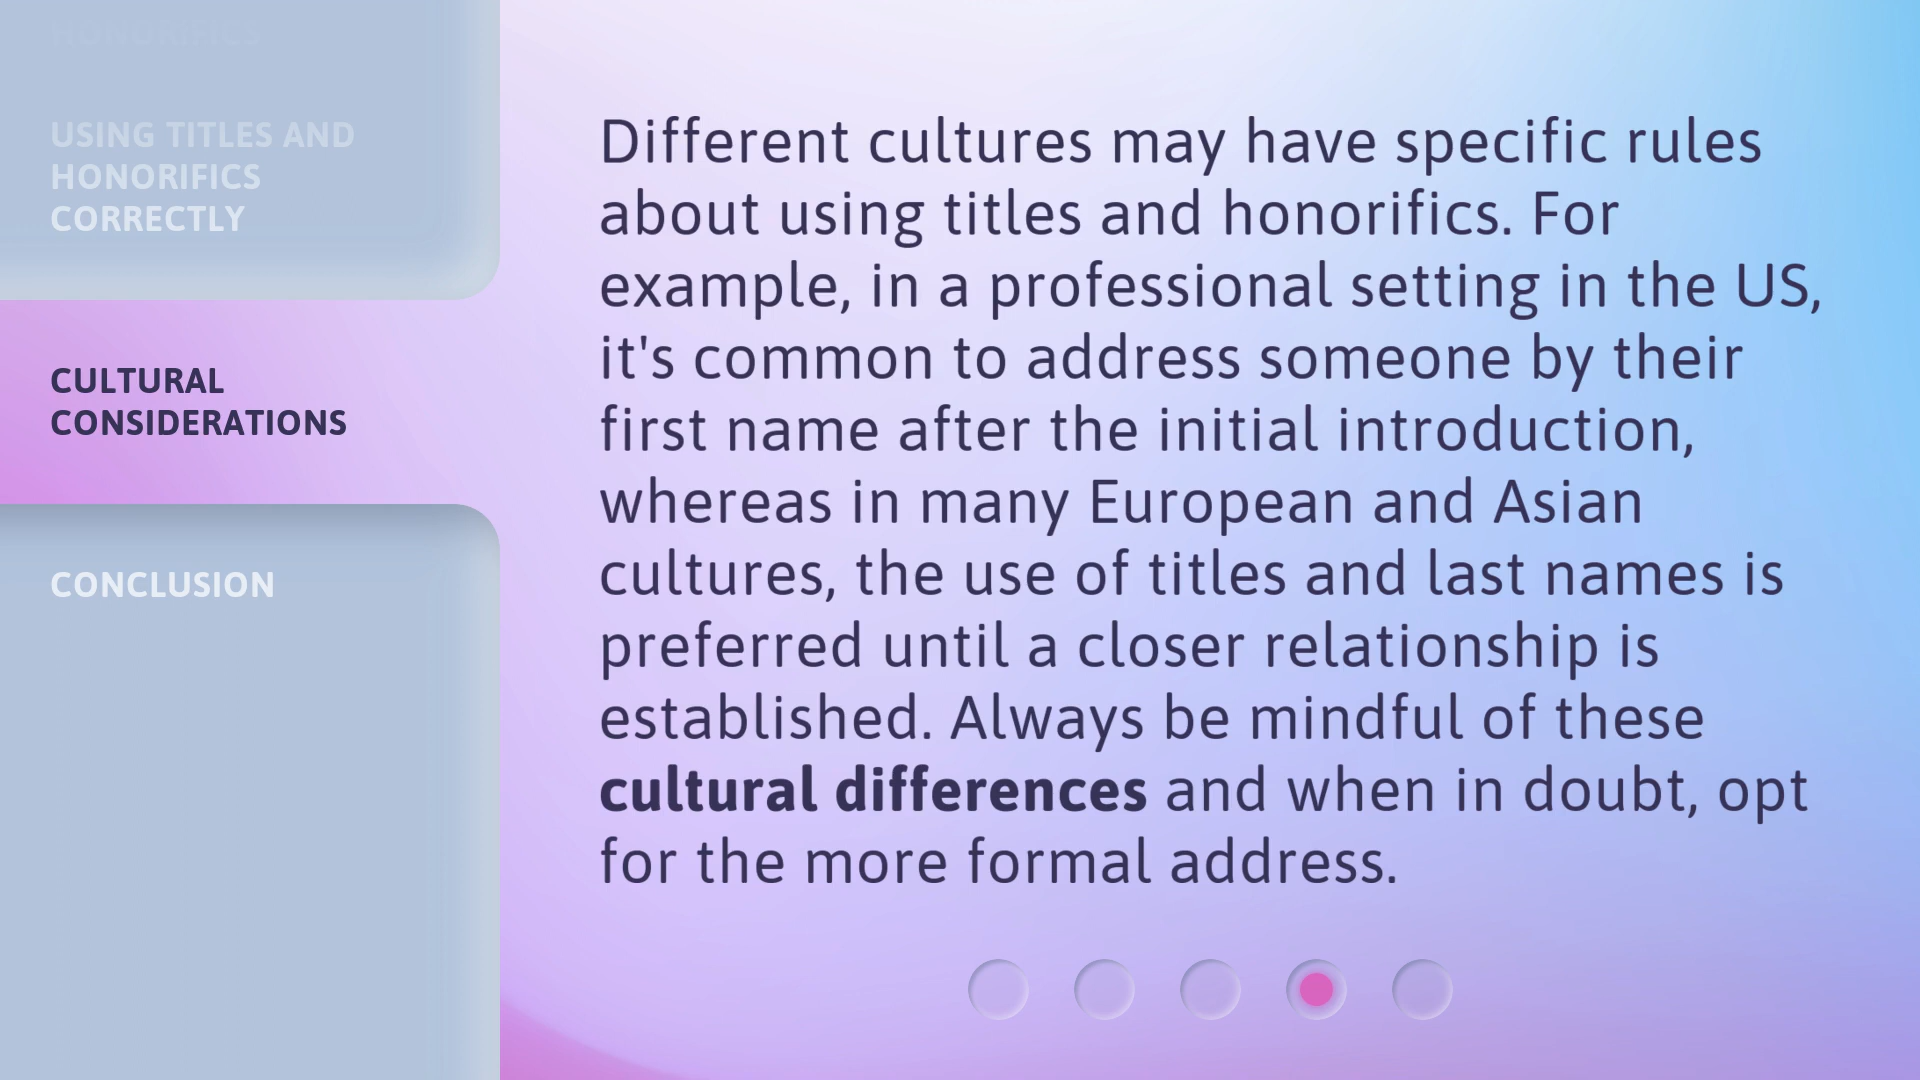 HONORIFICS
USING TITLES AND
HONORIFICS
CORRECTLY
CULTURAL
CONSIDERATIONS
CONCLUSION
Different cultures may have specific rules
about using titles and honorifics. For
example, in a professional setting in the US,
it's common to address someone by their
first name after the initial introduction,
whereas in many European and Asian
cultures, the use of titles and last names is
preferred until a closer relationship is
established. Always be mindful of these
cultural differences and when in doubt, opt
for the more formal address.